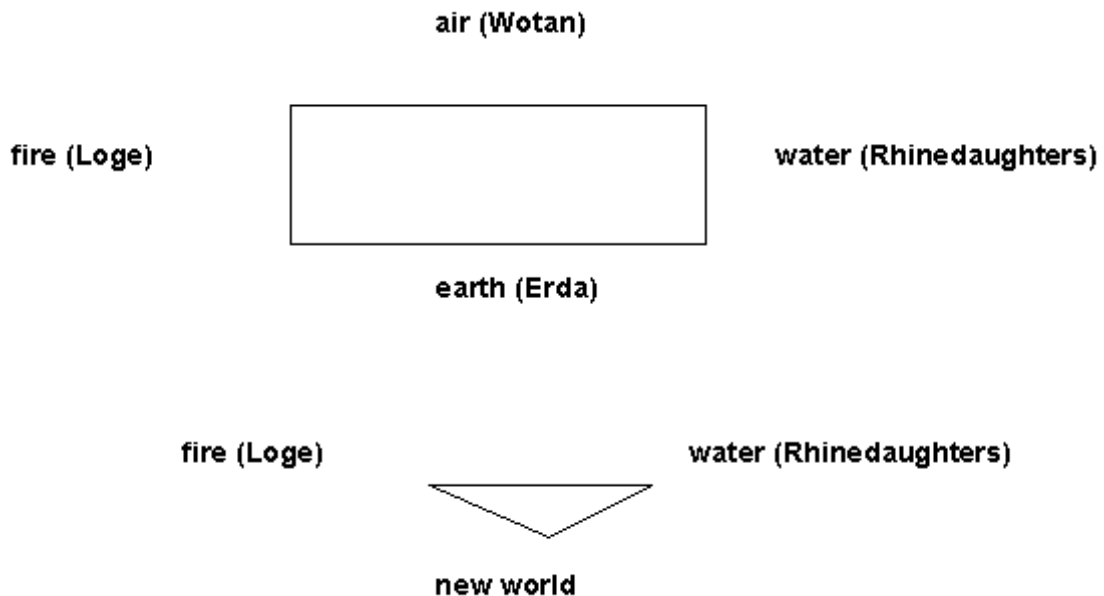 air (Wotan)
fire (Loge)
water (Rhinedaughters)
earth (Erda)
fire (Loge)
water (Rhinedaughters)
new world